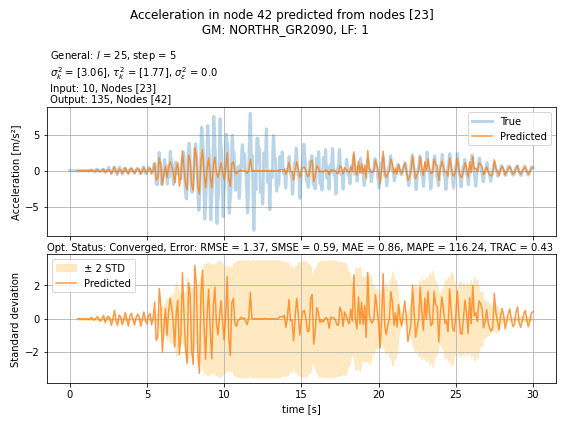 Acceleration in node 42 predicted from nodes [23]
GM: NORTHR_GR2090, LF: 1
General: l = 25, step = 5
σ²ₖ = [3.06], τ²ₖ = [1.77], σ²ε = 0.0
Input: 10, Nodes [23]
Output: 135, Nodes [42]
Acceleration [m/s²]
5
0
−5
True
Predicted
Opt. Status: Converged, Error: RMSE = 1.37, SMSE = 0.59, MAE = 0.86, MAPE = 116.24, TRAC = 0.43
Standard deviation
2
0
−2
± 2 STD
Predicted
0 5 10 15 20 25 30
time [s]